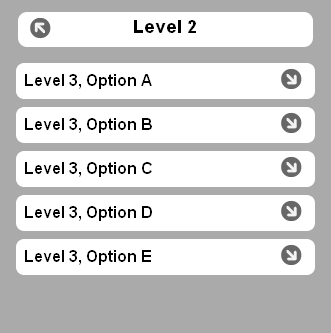 Level 2
Level 3, Option A
Level 3, Option B
Level 3, Option C
Level 3, Option D
Level 3, Option E